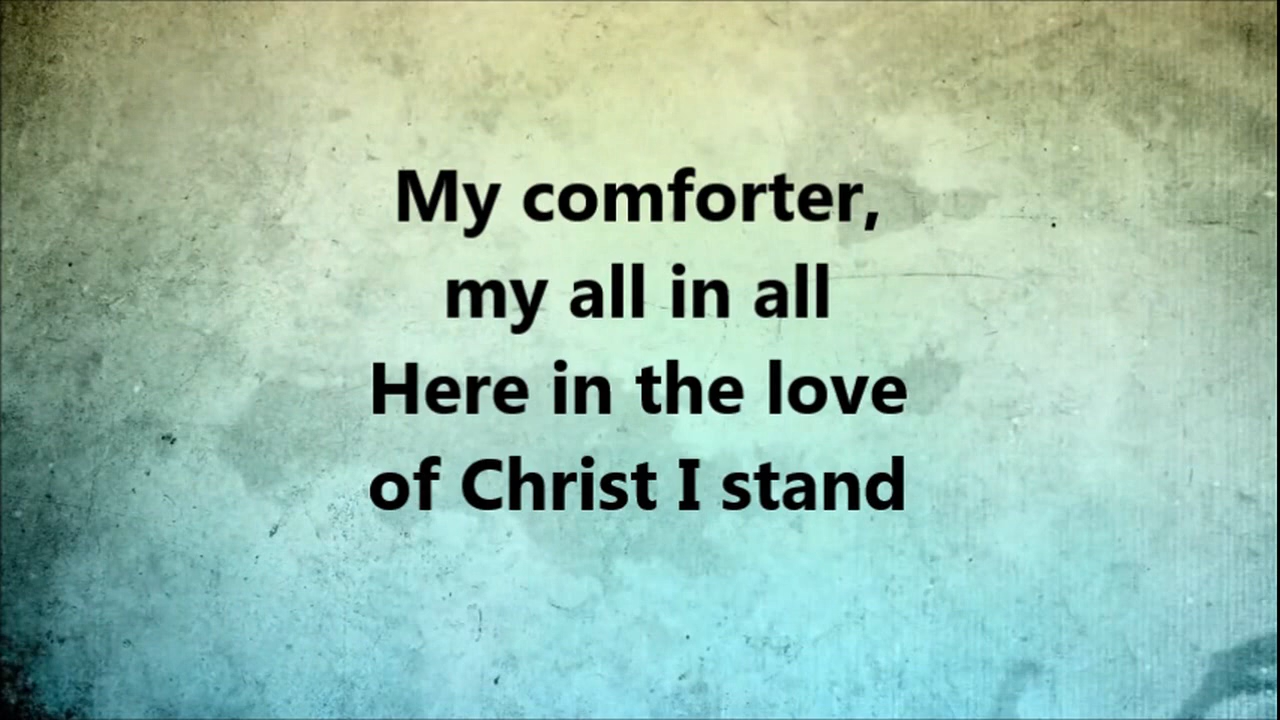 My comforter,
my all in all
Here in the love
of Christ I stand